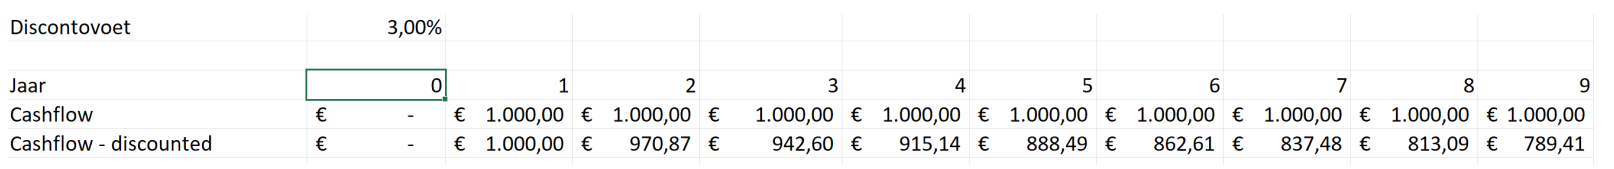 Discontovoet 3,00%
Jaar 0 1 2 3 4 5 6 7 8 9
Cashflow € - € 1.000,00 € 1.000,00 € 1.000,00 € 1.000,00 € 1.000,00 € 1.000,00 € 1.000,00 € 1.000,00 € 1.000,00
Cashflow - discounted € - € 1.000,00 € 970,87 € 942,60 € 915,14 € 888,49 € 862,61 € 837,48 € 813,09 € 789,41